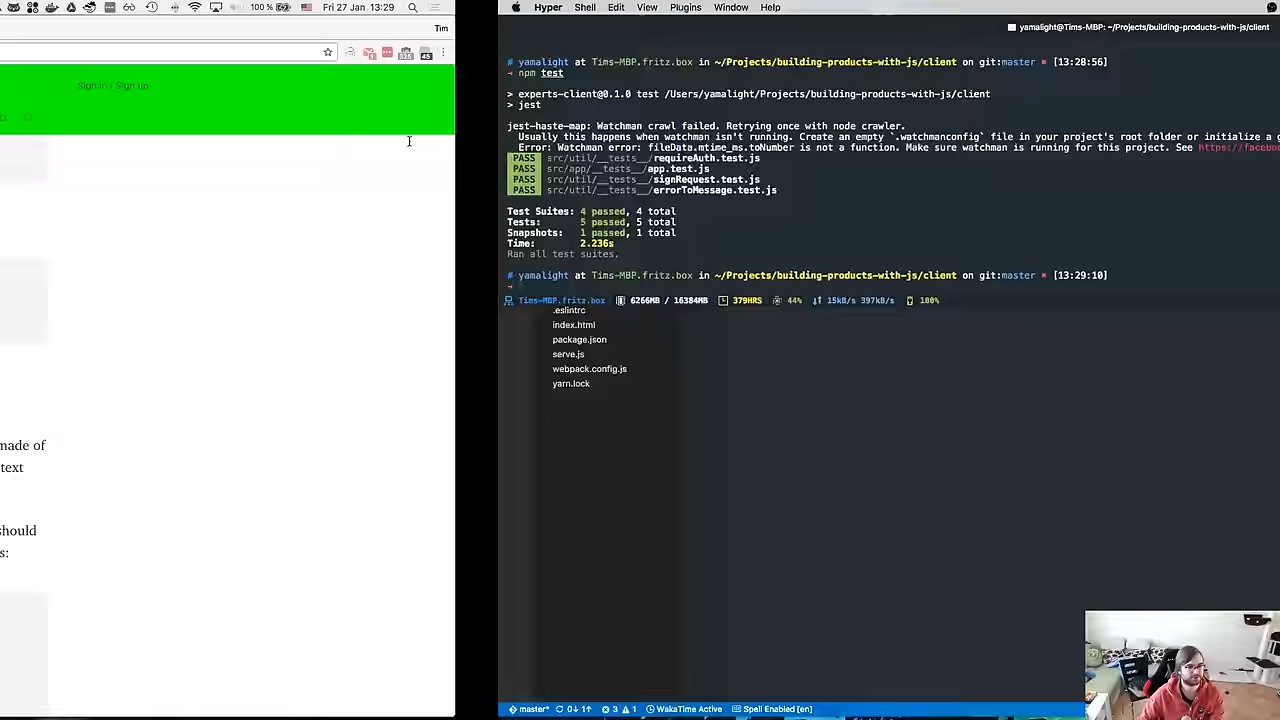 100 %
Fri 27 Jan 13:29
Tim
Sign in / Sign up
made of
text
should
s:
Hyper Shell Edit View Plugins Window Help
yamalight@Tims-MBP: ~/Projects/building-products-with-js/client
# yamalight at Tims-MBP.fritz.box in ~/Projects/building-products-with-js/client on git:master ✖ [13:28:56]
→ npm test
> experts-client@0.1.0 test /Users/yamalight/Projects/building-products-with-js/client
> jest
jest-haste-map: Watchman crawl failed. Retrying once with node crawler.
Usually this happens when watchman isn't running. Create an empty `.watchmanconfig` file in your project's root folder or initialize a g
Error: Watchman error: fileData.mtime_ms.toNumber is not a function. Make sure watchman is running for this project. See https://facebo
PASS src/util/__tests__/requireAuth.test.js
PASS src/app/__tests__/app.test.js
PASS src/util/__tests__/signRequest.test.js
PASS src/util/__tests__/errorToMessage.test.js
Test Suites: 4 passed, 4 total
Tests: 5 passed, 5 total
Snapshots: 1 passed, 1 total
Time: 2.236s
Ran all test suites.
# yamalight at Tims-MBP.fritz.box in ~/Projects/building-products-with-js/client on git:master ✖ [13:29:10]
→
Tims-MBP.fritz.box 6266MB / 16384MB 379HRS 44% 15kB/s 397kB/s 100%
.eslintrc
index.html
package.json
serve.js
webpack.config.js
yarn.lock
master* 0↓ 1↑ 3 1 WakaTime Active Spell Enabled [en]